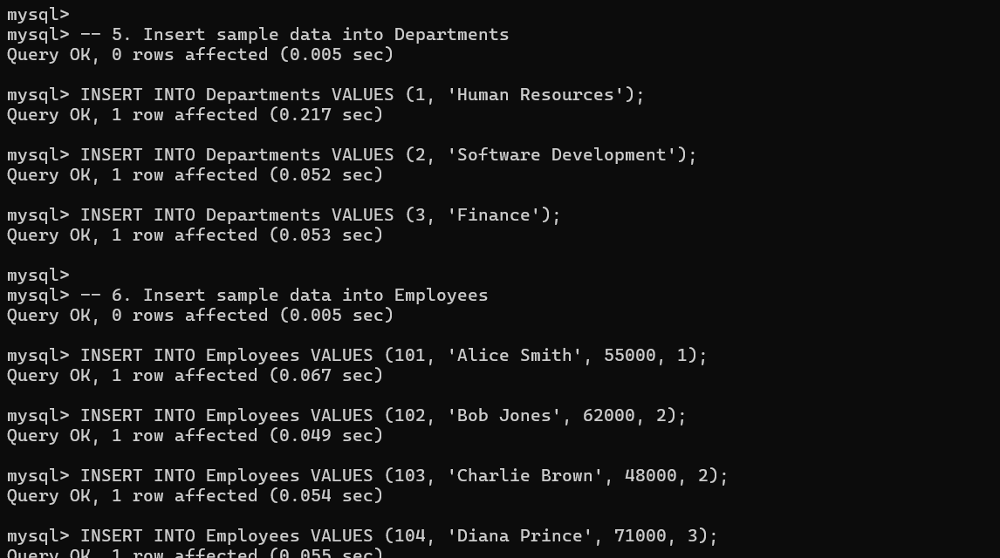 mysql>
mysql> -- 5. Insert sample data into Departments
Query OK, 0 rows affected (0.005 sec)
mysql> INSERT INTO Departments VALUES (1, 'Human Resources');
Query OK, 1 row affected (0.217 sec)
mysql> INSERT INTO Departments VALUES (2, 'Software Development');
Query OK, 1 row affected (0.052 sec)
mysql> INSERT INTO Departments VALUES (3, 'Finance');
Query OK, 1 row affected (0.053 sec)
mysql>
mysql> -- 6. Insert sample data into Employees
Query OK, 0 rows affected (0.005 sec)
mysql> INSERT INTO Employees VALUES (101, 'Alice Smith', 55000, 1);
Query OK, 1 row affected (0.067 sec)
mysql> INSERT INTO Employees VALUES (102, 'Bob Jones', 62000, 2);
Query OK, 1 row affected (0.049 sec)
mysql> INSERT INTO Employees VALUES (103, 'Charlie Brown', 48000, 2);
Query OK, 1 row affected (0.054 sec)
mysql> INSERT INTO Employees VALUES (104, 'Diana Prince', 71000, 3);
Query OK, 1 row affected (0.055 sec)